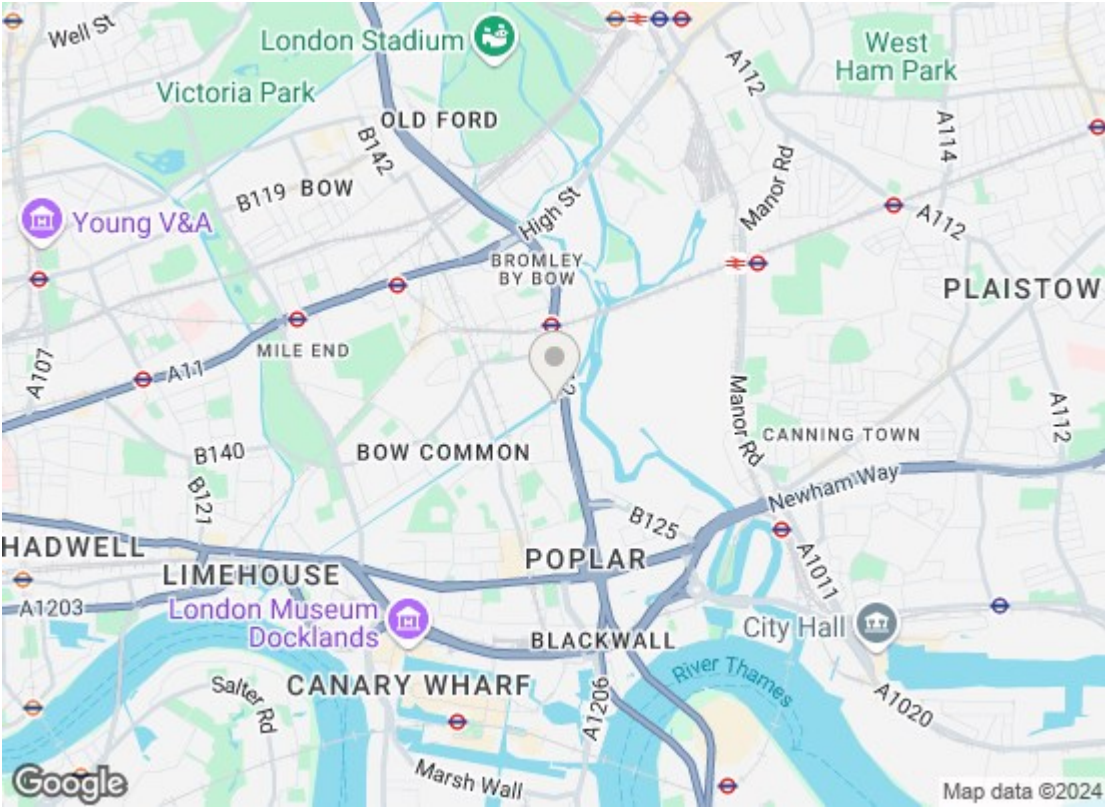 Well St
London Stadium
A112
West
Ham Park
Victoria Park
OLD FORD
B142
A114
Manor Rd
B119
BOW
High St
A112
Young V&A
BROMLEY
BY BOW
PLAISTOW
MILE END
A107
A11
2
Manor Rd
A112
CANNING TOWN
B140
BOW COMMON
B121
Newham Way
B125
HADWELL
POPLAR
A1011
LIMEHOUSE
A1203
London Museum
Docklands
City Hall
BLACKWALL
River Thames
Salter Rd
CANARY WHARF
A1206
A1020
Marsh Wall
Google
Map data ©2024